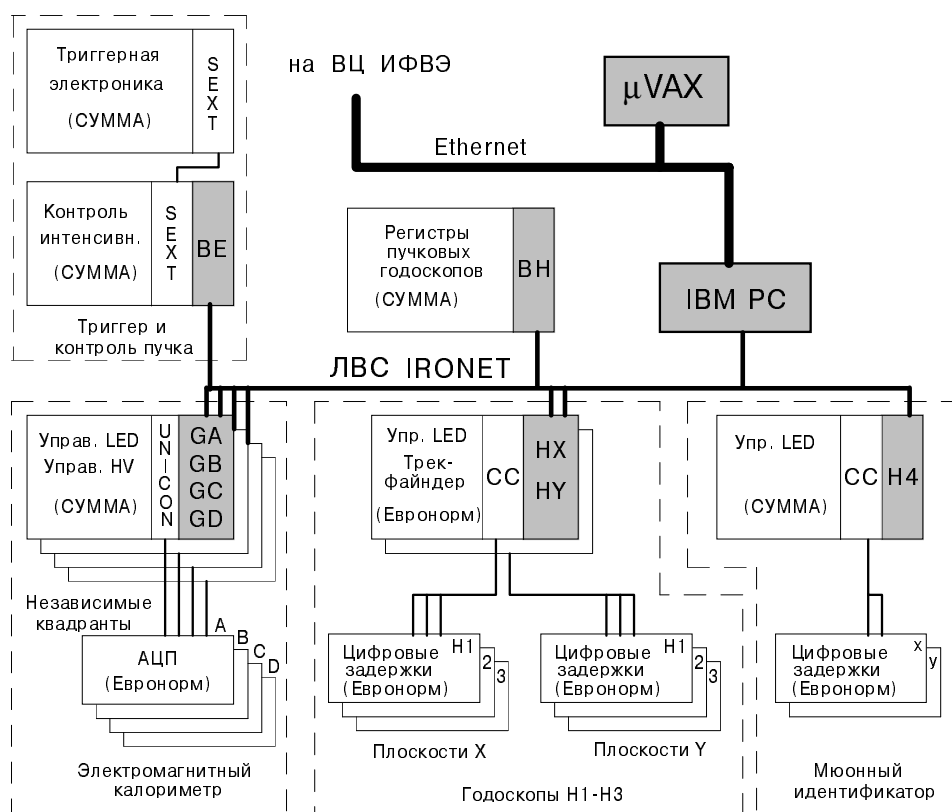 Триггерная
электроника
(СУММА)
SEXT
на ВЦ ИФВЭ
μVAX
Ethernet
Контроль
интенсивн.
(СУММА)
SEXT
BE
Триггер и
контроль пучка
Регистры
пучковых
годоскопов
(СУММА)
BH
IBM PC
ЛВС IRONET
Управ. LED
Управ. HV
(СУММА)
UNICON
GA
GB
GC
GD
Независимые
квадранты
A
B
C
D
АЦП
(Евронорм)
Электромагнитный
калориметр
Упр. LED
Трек-
файндер
(Евронорм)
CC
HX
HY
Цифровые
задержки
(Евронорм)
H1
2
3
Плоскости X
Цифровые
задержки
(Евронорм)
H1
2
3
Плоскости Y
Годоскопы H1-H3
Упр. LED
(СУММА)
CC
H4
Цифровые
задержки
(Евронорм)
x
y
Мюонный
идентификатор